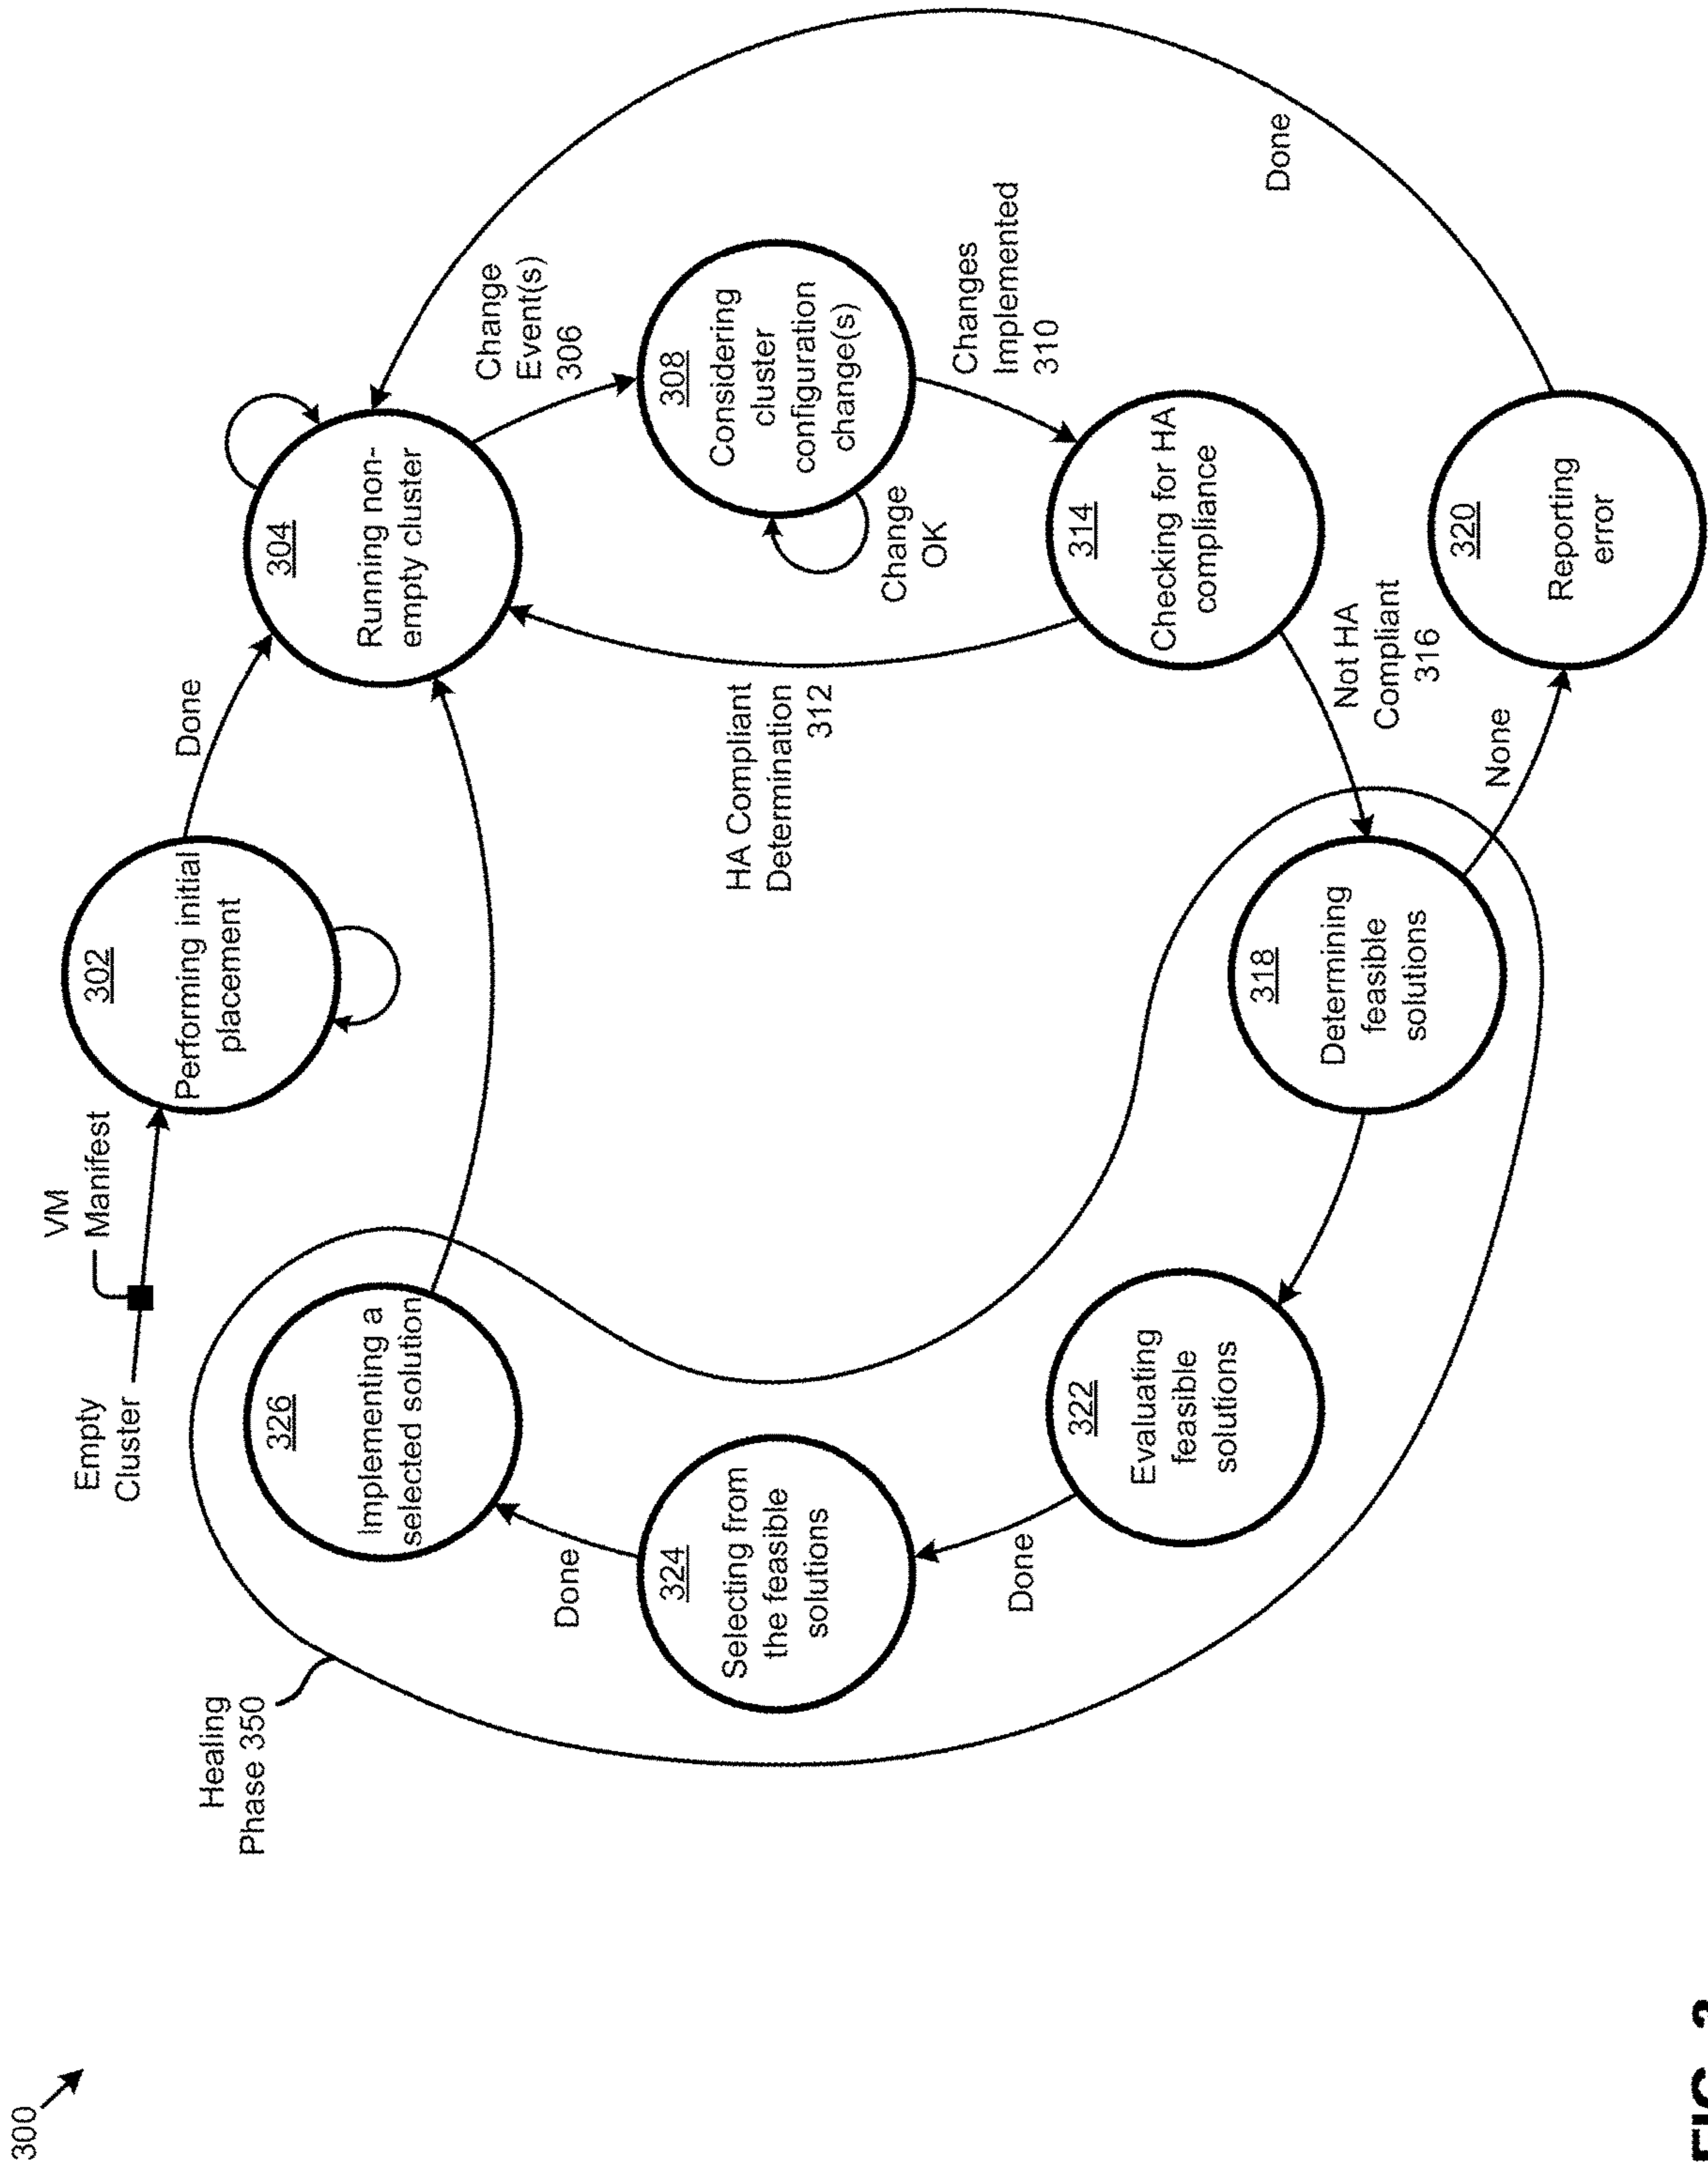 300
Healing
Phase 350
Empty
Cluster
VM
Manifest
302
Performing initial
placement
Done
304
Running non-
empty cluster
Change
Event(s)
306
308
Considering
cluster
configuration
change(s)
Change
OK
Changes
Implemented
310
HA Compliant
Determination
312
314
Checking for HA
compliance
Not HA
Compliant
316
318
Determining
feasible
solutions
None
320
Reporting
error
Done
322
Evaluating
feasible
solutions
Done
324
Selecting from
the feasible
solutions
Done
326
Implementing a
selected solution
FIG. 3